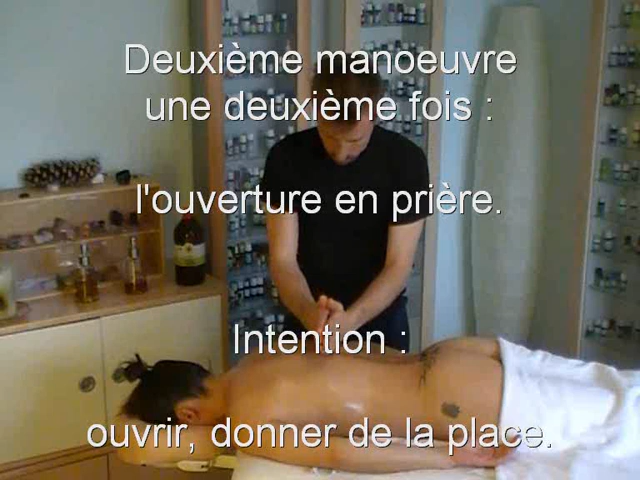 Deuxième manoeuvre
une deuxième fois :
l'ouverture en prière.
Intention :
ouvrir, donner de la place.